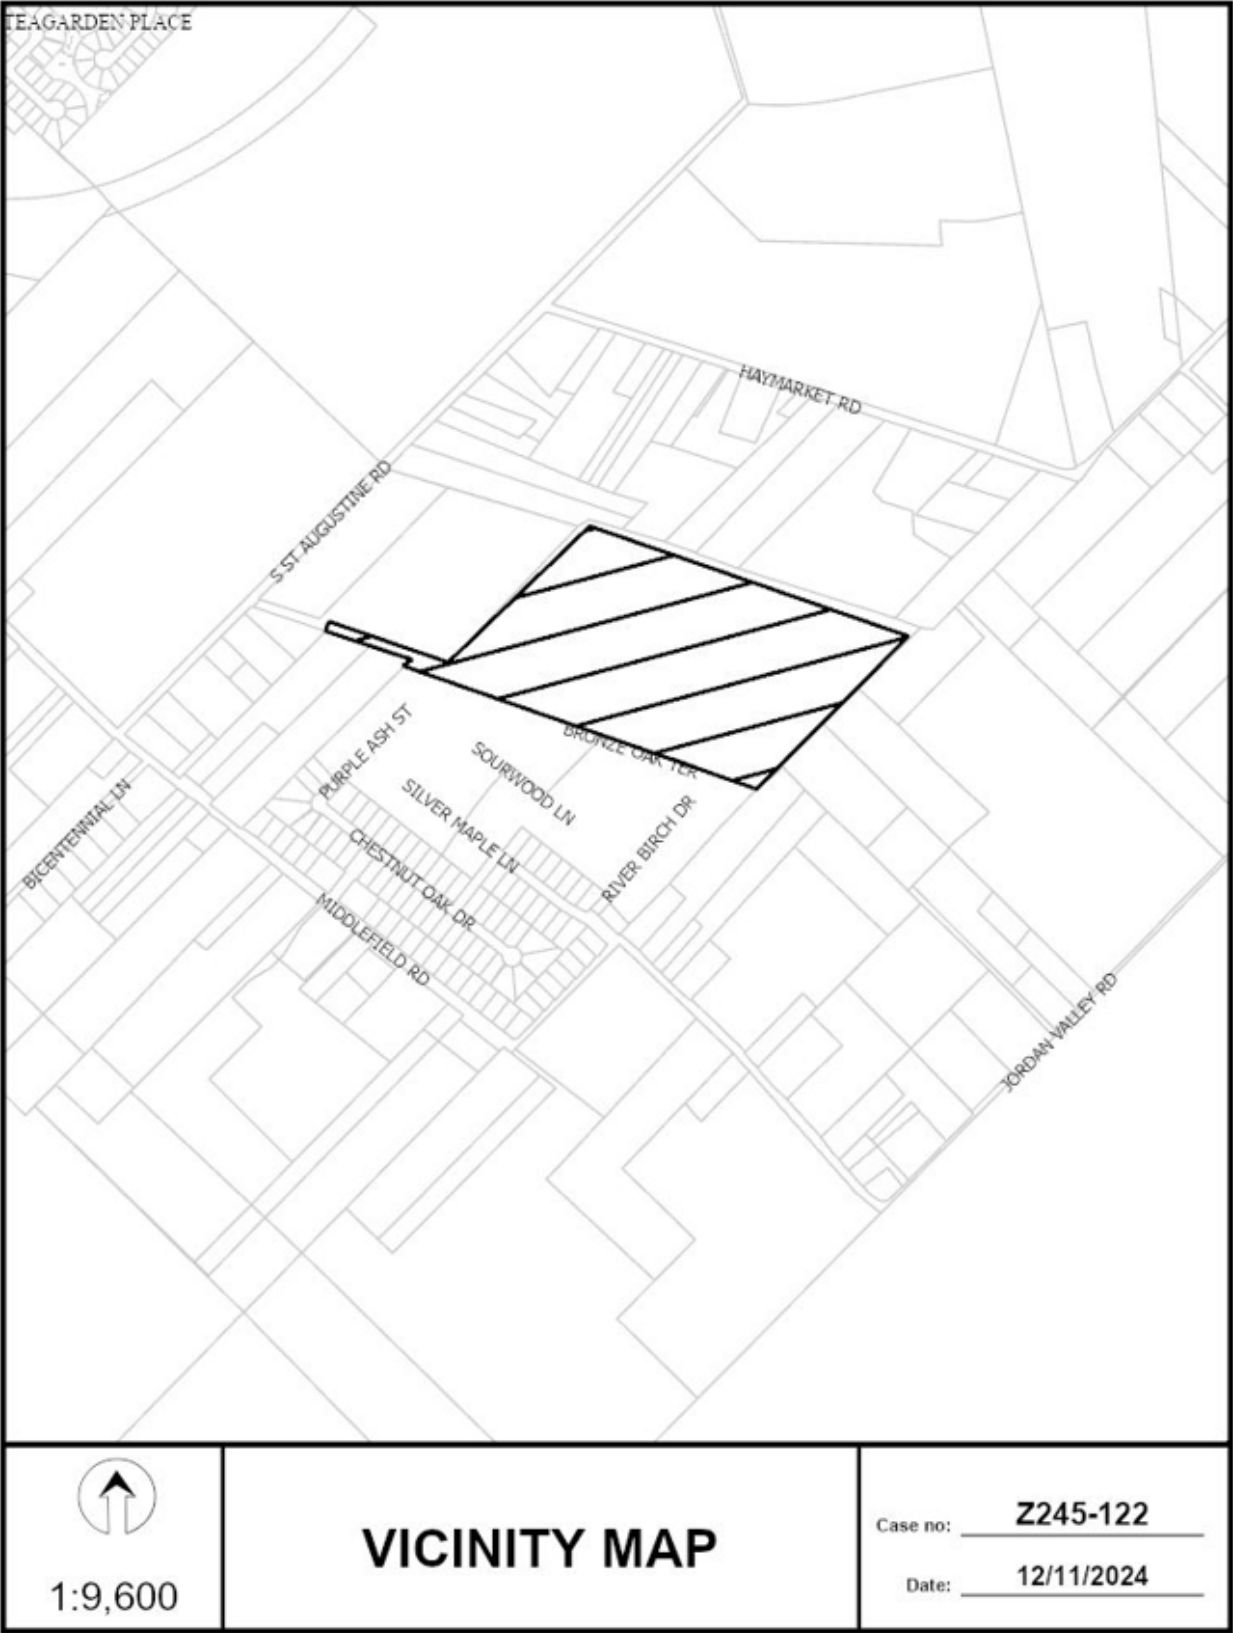 TEAGARDEN PLACE
HAYMARKET RD
S ST AUGUSTINE RD
PURPLE ASH ST
BRONZE OAK TER
SOURWOOD LN
SILVER MAPLE LN
BICENTENNIAL LN
RIVER BIRCH DR
CHESTNUT OAK DR
MIDDLEFIELD RD
JORDAN VALLEY RD
1:9,600
VICINITY MAP
Case no: Z245-122
Date: 12/11/2024